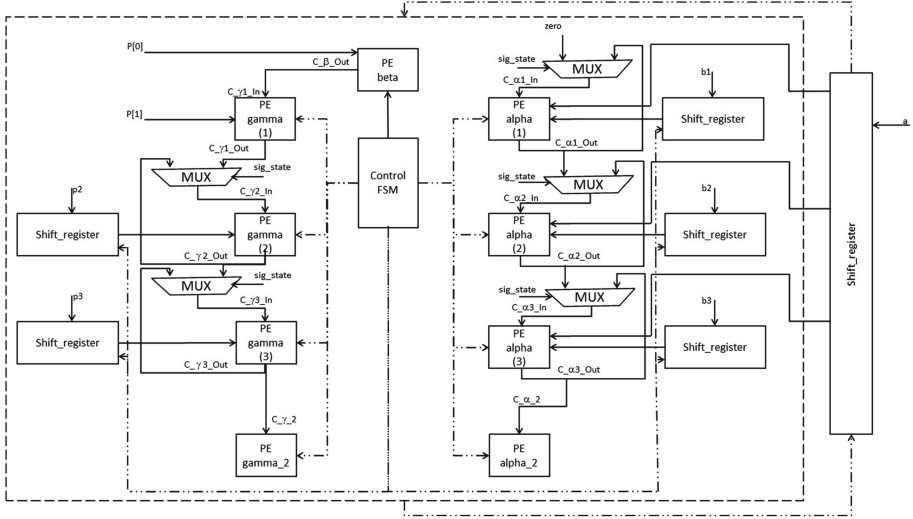 zero
P[0]
C_β_Out
PE
beta
sig_state
MUX
C_α1_In
b1
C_γ1_In
PE
gamma
(1)
P[1]
PE
alpha
(1)
Shift_register
a
C_γ1_Out
C_α1_Out
MUX
sig_state
Control
FSM
sig_state
MUX
p2
C_γ2_In
C_α2_In
b2
Shift_register
PE
gamma
(2)
PE
alpha
(2)
Shift_register
Shift_register
C_γ2_Out
C_α2_Out
MUX
sig_state
sig_state
MUX
p3
C_γ3_In
C_α3_In
b3
Shift_register
PE
gamma
(3)
PE
alpha
(3)
Shift_register
C_γ3_Out
C_α3_Out
C_γ_2
C_α_2
PE
gamma_2
PE
alpha_2